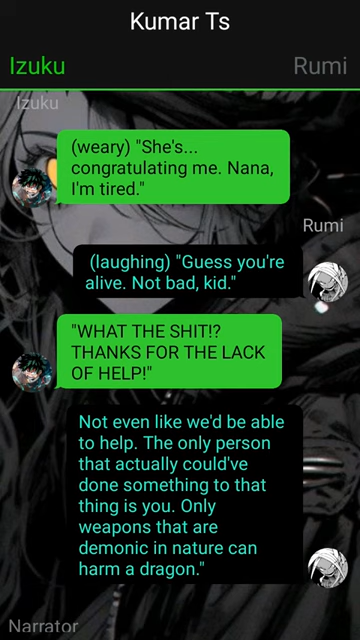 Kumar Ts
Izuku
Rumi
Izuku
(weary) "She's...
congratulating me. Nana,
I'm tired."
Rumi
(laughing) "Guess you're
alive. Not bad, kid."
"WHAT THE SHIT!?
THANKS FOR THE LACK
OF HELP!"
Not even like we'd be able
to help. The only person
that actually could've
done something to that
thing is you. Only
weapons that are
demonic in nature can
harm a dragon."
Narrator